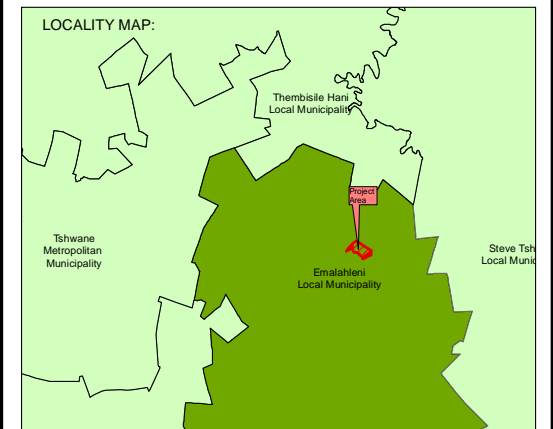 LOCALITY MAP:
Thembisile Hani
Local Municipality
Project
Area
Tshwane
Metropolitan
Municipality
Steve Tsh
Local Munic
Emalahleni
Local Municipality